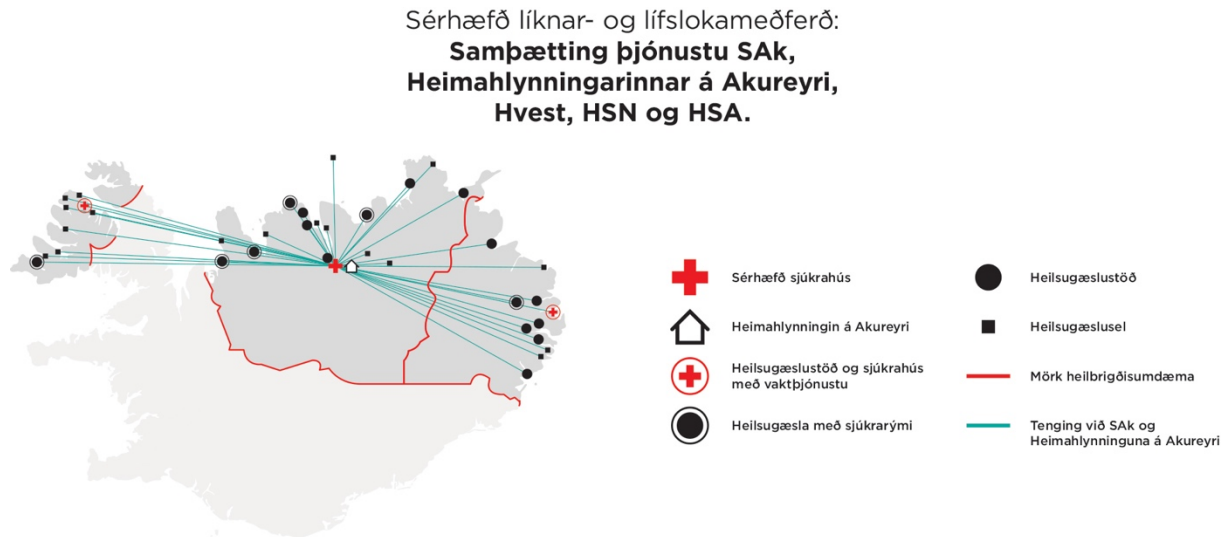 Sérhæfð líknar- og lífslokameðferð:
Samþætting þjónustu SAk,
Heimahlynningarinnar á Akureyri,
Hvest, HSN og HSA.
Sérhæft sjúkrahús
Heimahlynningin á Akureyri
Heilsugæslustöð og sjúkrahús
með vaktþjónustu
Heilsugæsla með sjúkrarými
Heilsugæslustöð
Heilsugæslusel
Mörk heilbrigðisumdæma
Tenging við SAk og
Heimahlynninguna á Akureyri